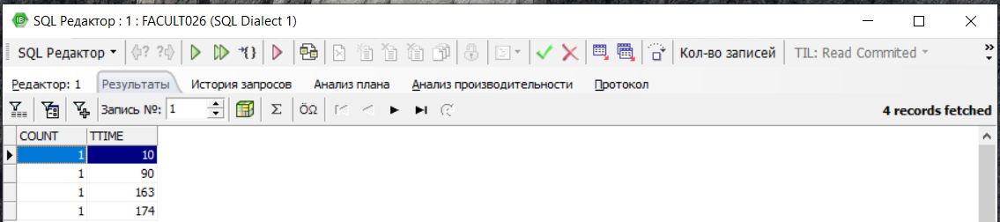 SQL Редактор : 1 : FACULT026 (SQL Dialect 1)
SQL Редактор Кол-во записей TIL: Read Commited
Редактор: 1 Результаты История запросов Анализ плана Анализ производительности Протокол
Запись №: 1 Σ ÖΩ 4 records fetched
COUNT TTIME
1 10
1 90
1 163
1 174